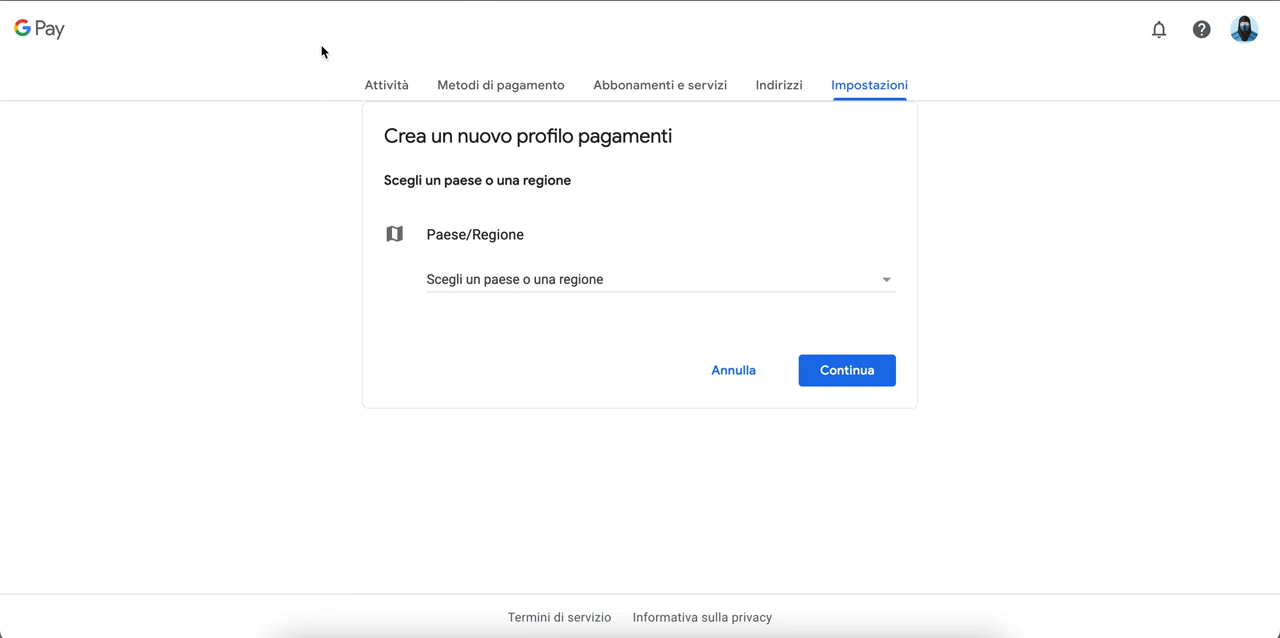 G Pay
Attività Metodi di pagamento Abbonamenti e servizi Indirizzi Impostazioni
Crea un nuovo profilo pagamenti
Scegli un paese o una regione
Paese/Regione
Scegli un paese o una regione
Annulla Continua
Termini di servizio Informativa sulla privacy